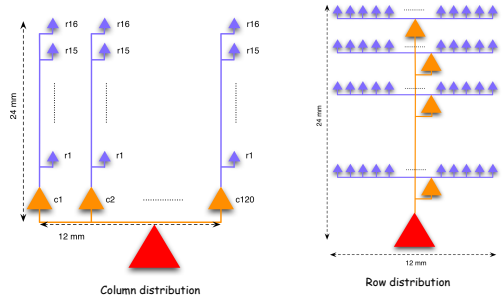 r16
r16
r16
r15
r15
r15
24 mm
r1
r1
r1
c1
c2
c120
12 mm
Column distribution
24 mm
12 mm
Row distribution